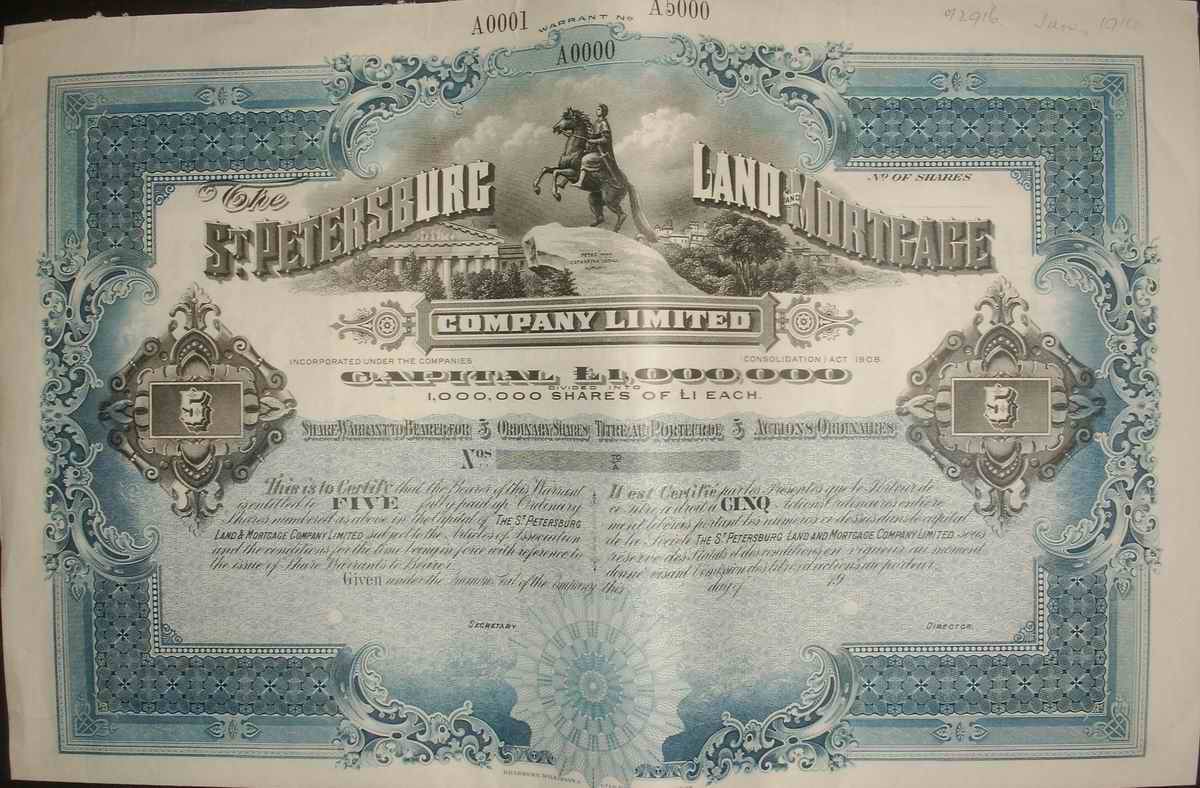 A0001 WARRANT No A5000
A0000
92916 Jan. 191
The
ST. PETERSBURG
LAND AND MORTGAGE
No OF SHARES
COMPANY LIMITED
INCORPORATED UNDER THE COMPANIES CONSOLIDATION ACT 1908
CAPITAL £1,000,000
DIVIDED INTO
1,000,000 SHARES OF £1 EACH.
5 5
SHARE WARRANT TO BEARER FOR 5 ORDINARY SHARES TITRE AU PORTEUR DE 5 ACTIONS ORDINAIRES
Nos TO
A
This is to Certify that the Bearer of this Warrant
is entitled to FIVE fully paid up Ordinary
Shares numbered as above in the Capital of THE ST. PETERSBURG
LAND & MORTGAGE COMPANY LIMITED subject to the Articles of Association
and the conditions for the time being in force with reference to
the issue of Share Warrants to Bearer.
Il est Certifié par les Présentes que le Porteur de
ce titre a droit à CINQ actions Ordinaires entière-
ment libérées portant les numéros ce dessus dans le capital
de la Société THE ST. PETERSBURG LAND AND MORTGAGE COMPANY LIMITED sous
réserve des Statuts et des conditions en vigueur au moment
donné visant l'émission des titres d'actions au porteur.
Given under the Common Seal of the company this day of 19
SECRETARY DIRECTOR.
BRADBURY WILKINSON &